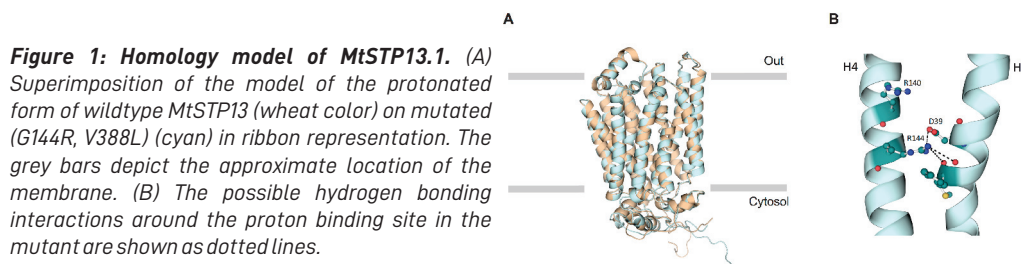 A
B
Figure 1: Homology model of MtSTP13.1. (A)
Superimposition of the model of the protonated
form of wildtype MtSTP13 (wheat color) on mutated
(G144R, V388L) (cyan) in ribbon representation. The
grey bars depict the approximate location of the
membrane. (B) The possible hydrogen bonding
interactions around the proton binding site in the
mutant are shown as dotted lines.
Out
Cytosol
H4
H
R140
D39
R144